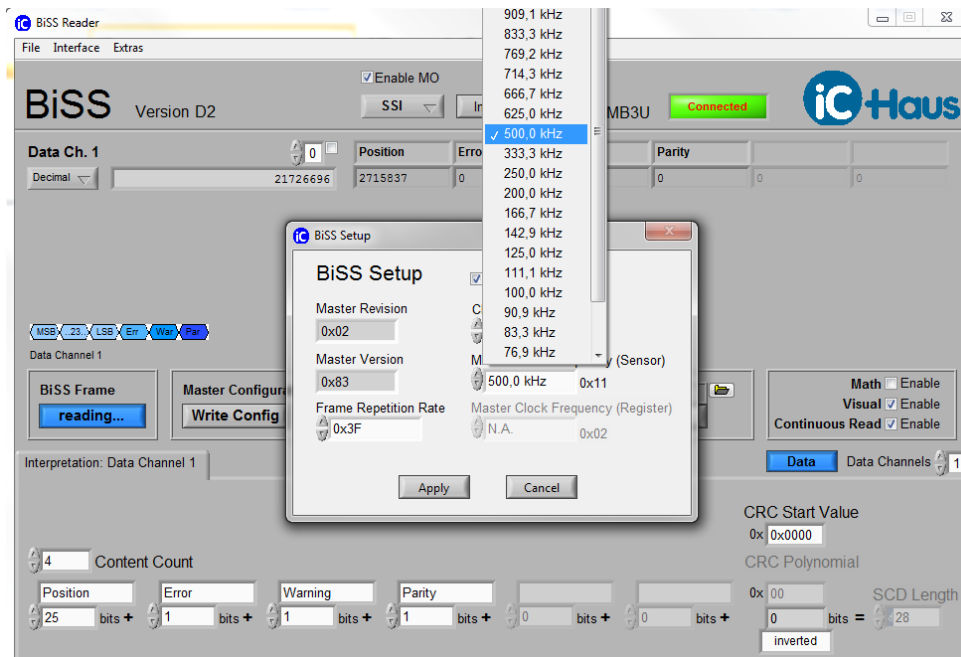 BiSS Reader
File Interface Extras
909,1 kHz
833,3 kHz
769,2 kHz
714,3 kHz
666,7 kHz
625,0 kHz
500,0 kHz
333,3 kHz
250,0 kHz
200,0 kHz
166,7 kHz
142,9 kHz
125,0 kHz
111,1 kHz
100,0 kHz
90,9 kHz
83,3 kHz
76,9 kHz
Enable MO
BiSS Version D2
SSI
MB3U
Connected
iC Haus
Data Ch. 1
0
Position
Parity
Decimal
21726696
2715837
0
0
0
0
iC BiSS Setup
BiSS Setup
Master Revision
0x02
Master Version
0x83
(Sensor)
500,0 kHz
0x11
Frame Repetition Rate
0x3F
Master Clock Frequency (Register)
N.A.
0x02
Apply
Cancel
MSB ..23.. LSB Err War Par
Data Channel 1
BiSS Frame
reading...
Write Config
Math Enable
Visual Enable
Continuous Read Enable
Interpretation: Data Channel 1
Data
Data Channels
1
CRC Start Value
0x 0x0000
4 Content Count
CRC Polynomial
Position
Error
Warning
Parity
0x 00
SCD Length
25 bits +
1 bits +
1 bits +
1 bits +
0 bits +
0 bits +
0 bits =
28
inverted